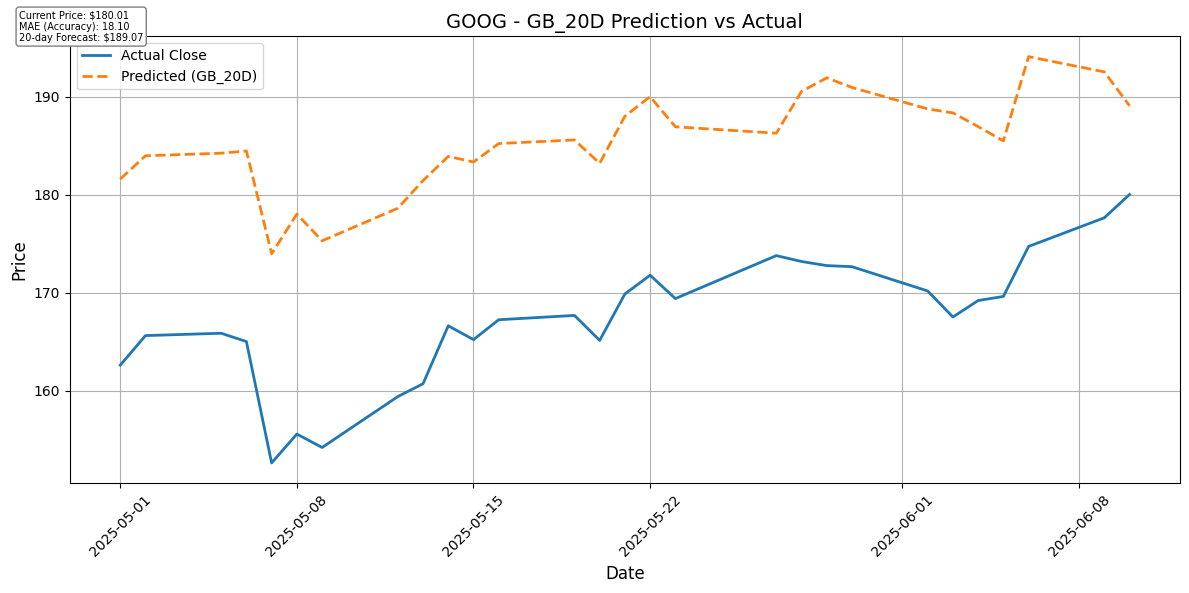 GOOG - GB_20D Prediction vs Actual
Current Price: $180.01
MAE (Accuracy): 18.10
20-day Forecast: $189.07
Actual Close
Predicted (GB_20D)
Price
190
180
170
160
2025-05-01
2025-05-08
2025-05-15
2025-05-22
2025-06-01
2025-06-08
Date